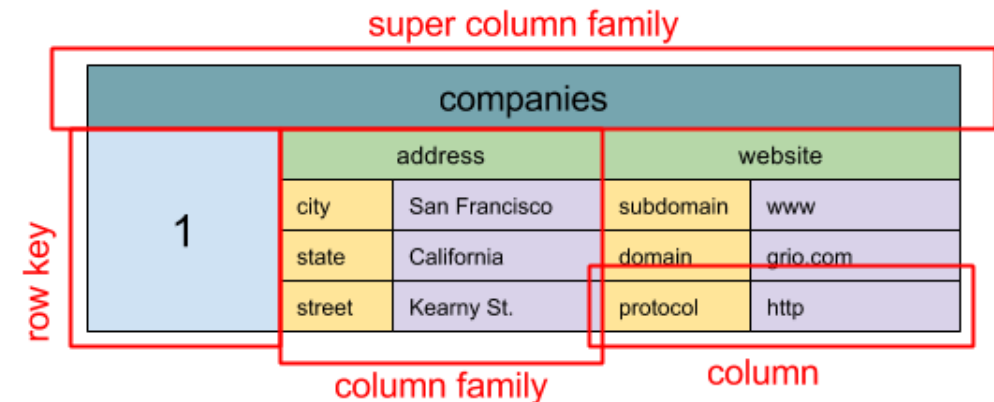 super column family
companies
address website
1
city San Francisco subdomain www
state California domain grio.com
street Kearny St. protocol http
row key
column family
column